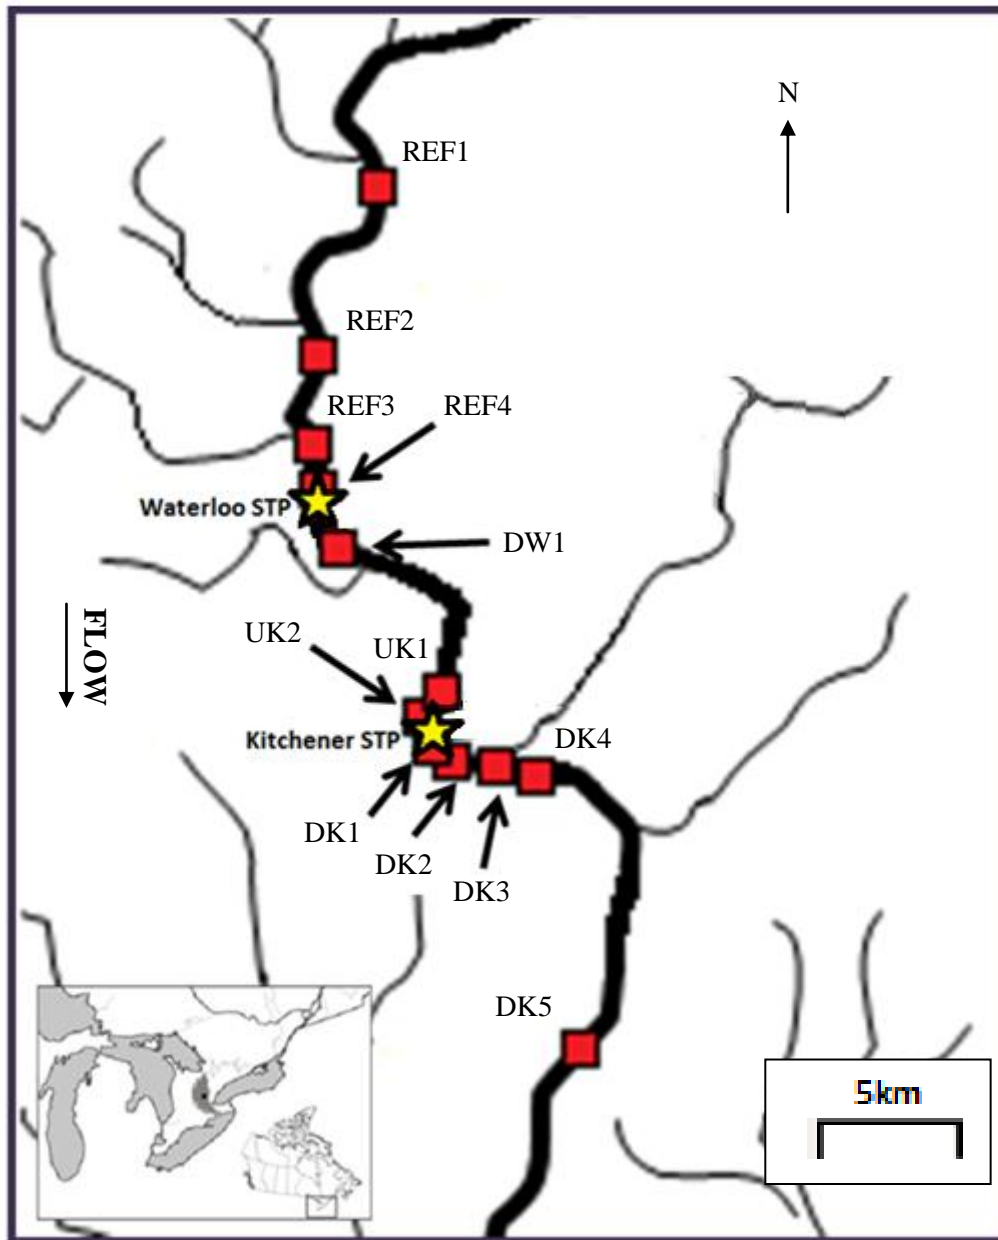 N
REF1
REF2
REF3
REF4
Waterloo STP
DW1
FLOW
UK2
UK1
Kitchener STP
DK4
DK1
DK2
DK3
DK5
5km